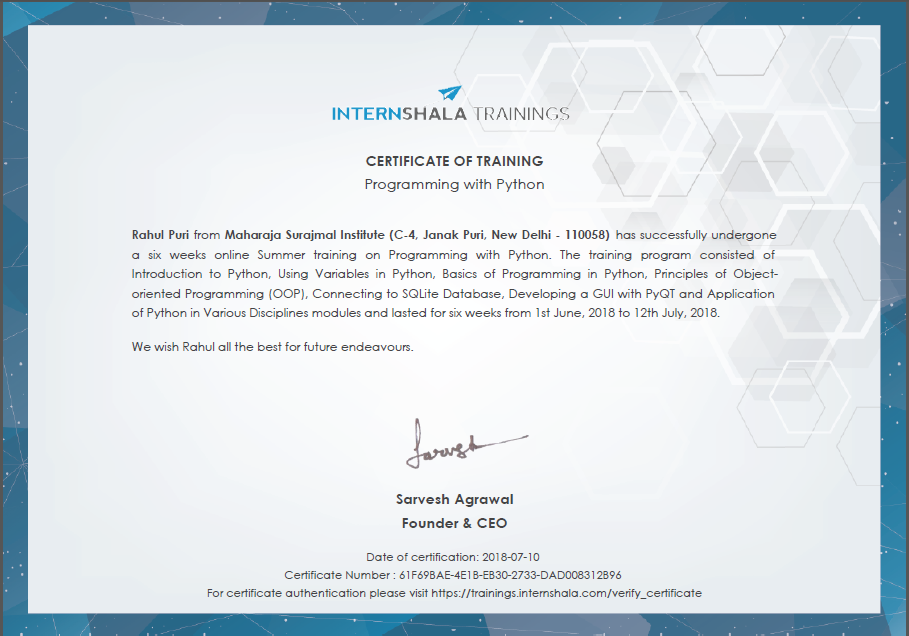 INTERNSHALA TRAININGS
CERTIFICATE OF TRAINING
Programming with Python
Rahul Puri from Maharaja Surajmal Institute (C-4, Janak Puri, New Delhi - 110058) has successfully undergone
a six weeks online Summer training on Programming with Python. The training program consisted of
Introduction to Python, Using Variables in Python, Basics of Programming in Python, Principles of Object-
oriented Programming (OOP), Connecting to SQLite Database, Developing a GUI with PyQT and Application
of Python in Various Disciplines modules and lasted for six weeks from 1st June, 2018 to 12th July, 2018.
We wish Rahul all the best for future endeavours.
Sarvesh
Sarvesh Agrawal
Founder & CEO
Date of certification: 2018-07-10
Certificate Number : 61F69BAE-4E1B-EB30-2733-DAD008312B96
For certificate authentication please visit https://trainings.internshala.com/verify_certificate